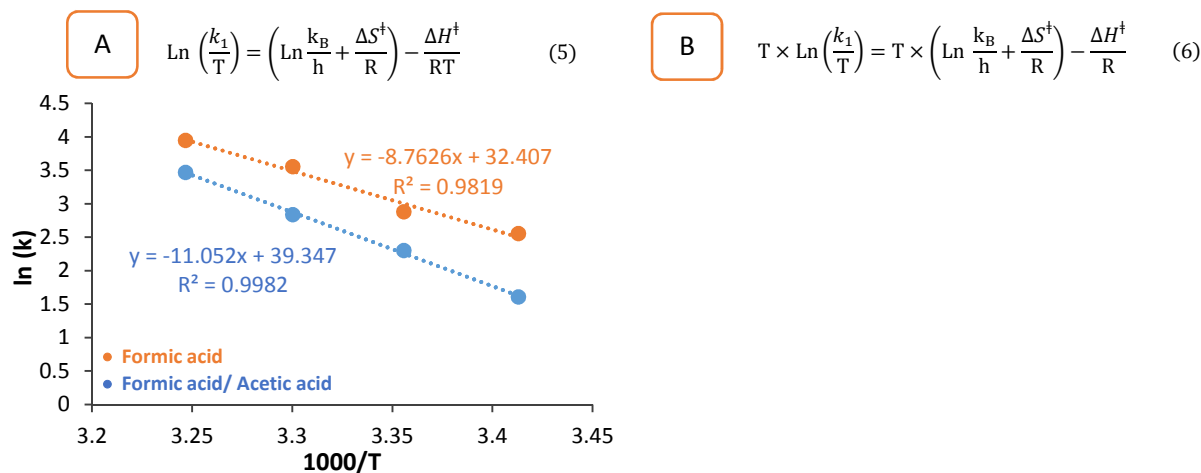 A
Ln (k₁/T) = (Ln k_B/h + ΔS‡/R) − ΔH‡/RT (5)
B
T × Ln (k₁/T) = T × (Ln k_B/h + ΔS‡/R) − ΔH‡/R (6)
4.5
4
3.5
3
2.5
2
1.5
1
0.5
0
ln (k)
y = -8.7626x + 32.407
R² = 0.9819
y = -11.052x + 39.347
R² = 0.9982
Formic acid
Formic acid/ Acetic acid
3.2 3.25 3.3 3.35 3.4 3.45
1000/T